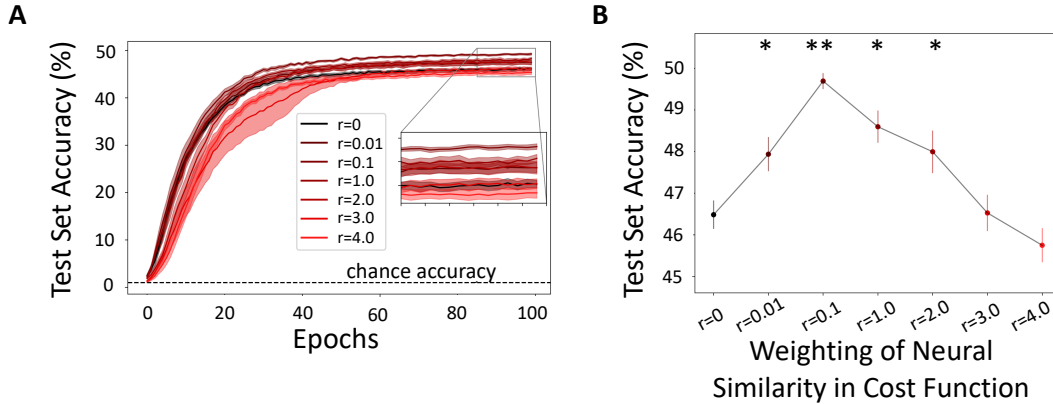 A
Test Set Accuracy (%)
50
40
30
20
10
0
r=0
r=0.01
r=0.1
r=1.0
r=2.0
r=3.0
r=4.0
chance accuracy
0
20
40
60
80
100
Epochs
B
Test Set Accuracy (%)
* ** * *
50
49
48
47
46
45
r=0
r=0.01
r=0.1
r=1.0
r=2.0
r=3.0
r=4.0
Weighting of Neural
Similarity in Cost Function